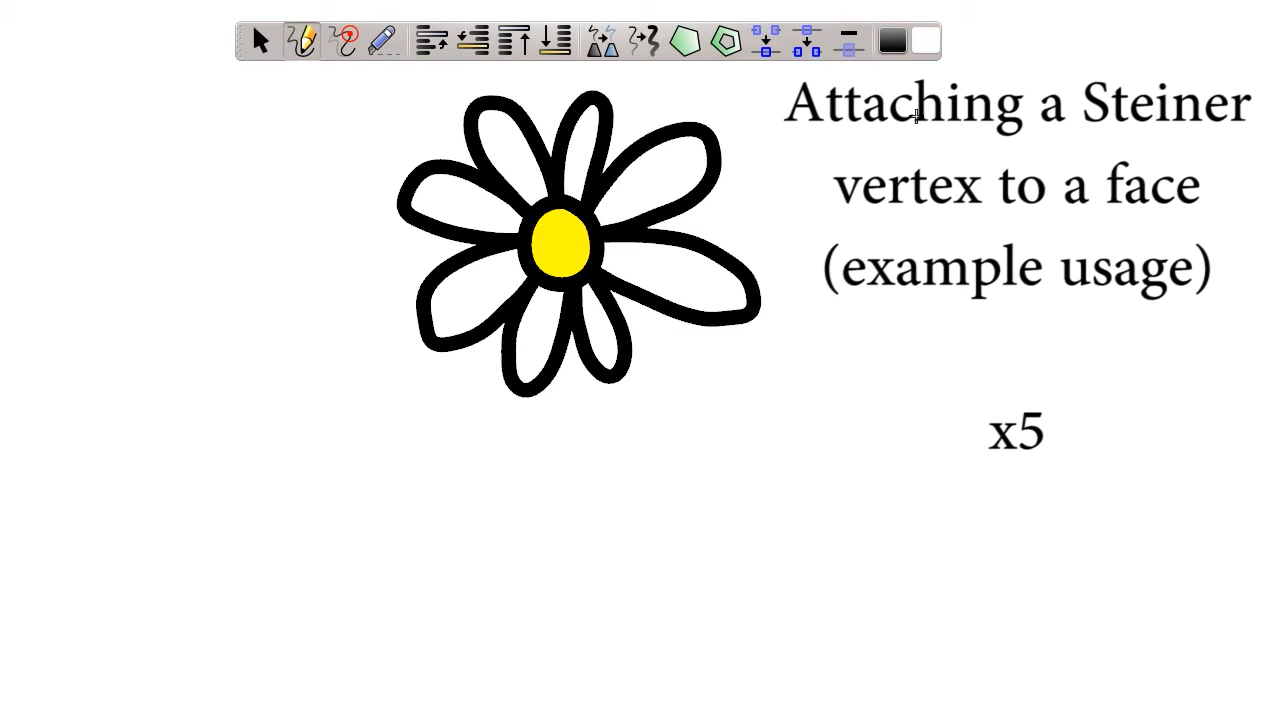 Attaching a Steiner
vertex to a face
(example usage)
x5